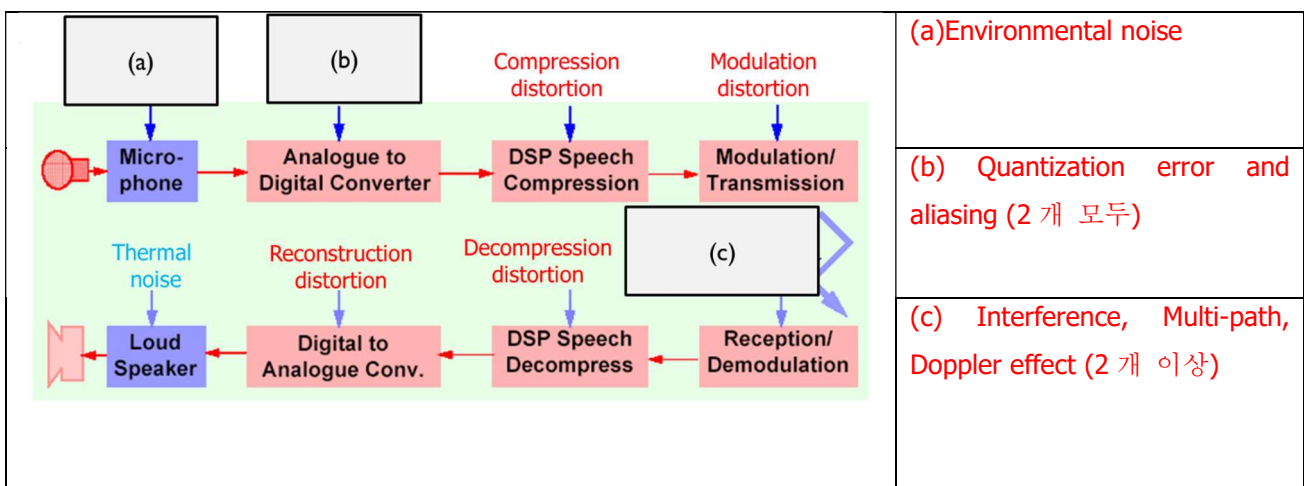 (a)
(b)
Compression
distortion
Modulation
distortion
Micro-
phone
Analogue to
Digital Converter
DSP Speech
Compression
Modulation/
Transmission
(c)
Thermal
noise
Reconstruction
distortion
Decompression
distortion
Loud
Speaker
Digital to
Analogue Conv.
DSP Speech
Decompress
Reception/
Demodulation
(a)Environmental noise
(b) Quantization error and
aliasing (2 개 모두)
(c) Interference, Multi-path,
Doppler effect (2 개 이상)